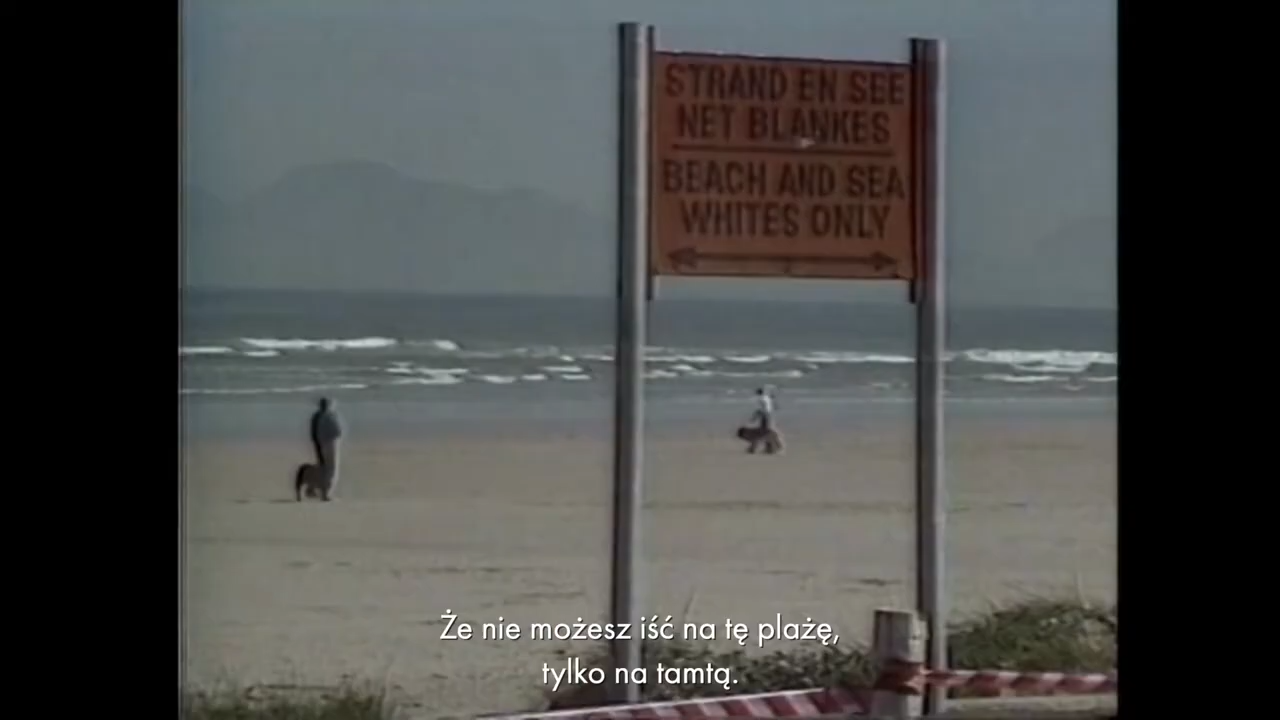 STRAND EN SEE
NET BLANKES
BEACH AND SEA
WHITES ONLY
Że nie możesz iść na tę plażę,
tylko na tamtą.